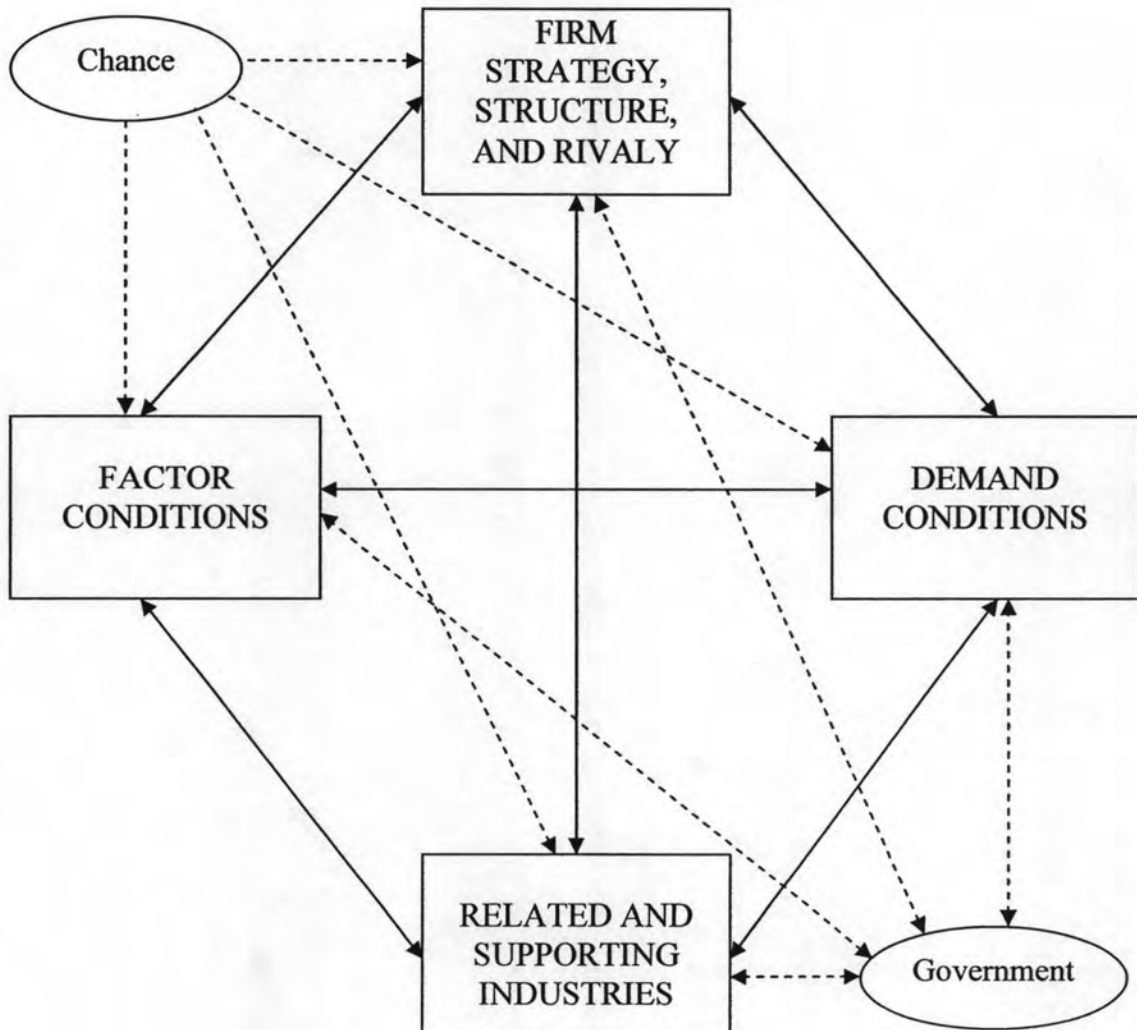 Chance
FIRM
STRATEGY,
STRUCTURE,
AND RIVALY
FACTOR
CONDITIONS
DEMAND
CONDITIONS
RELATED AND
SUPPORTING
INDUSTRIES
Government